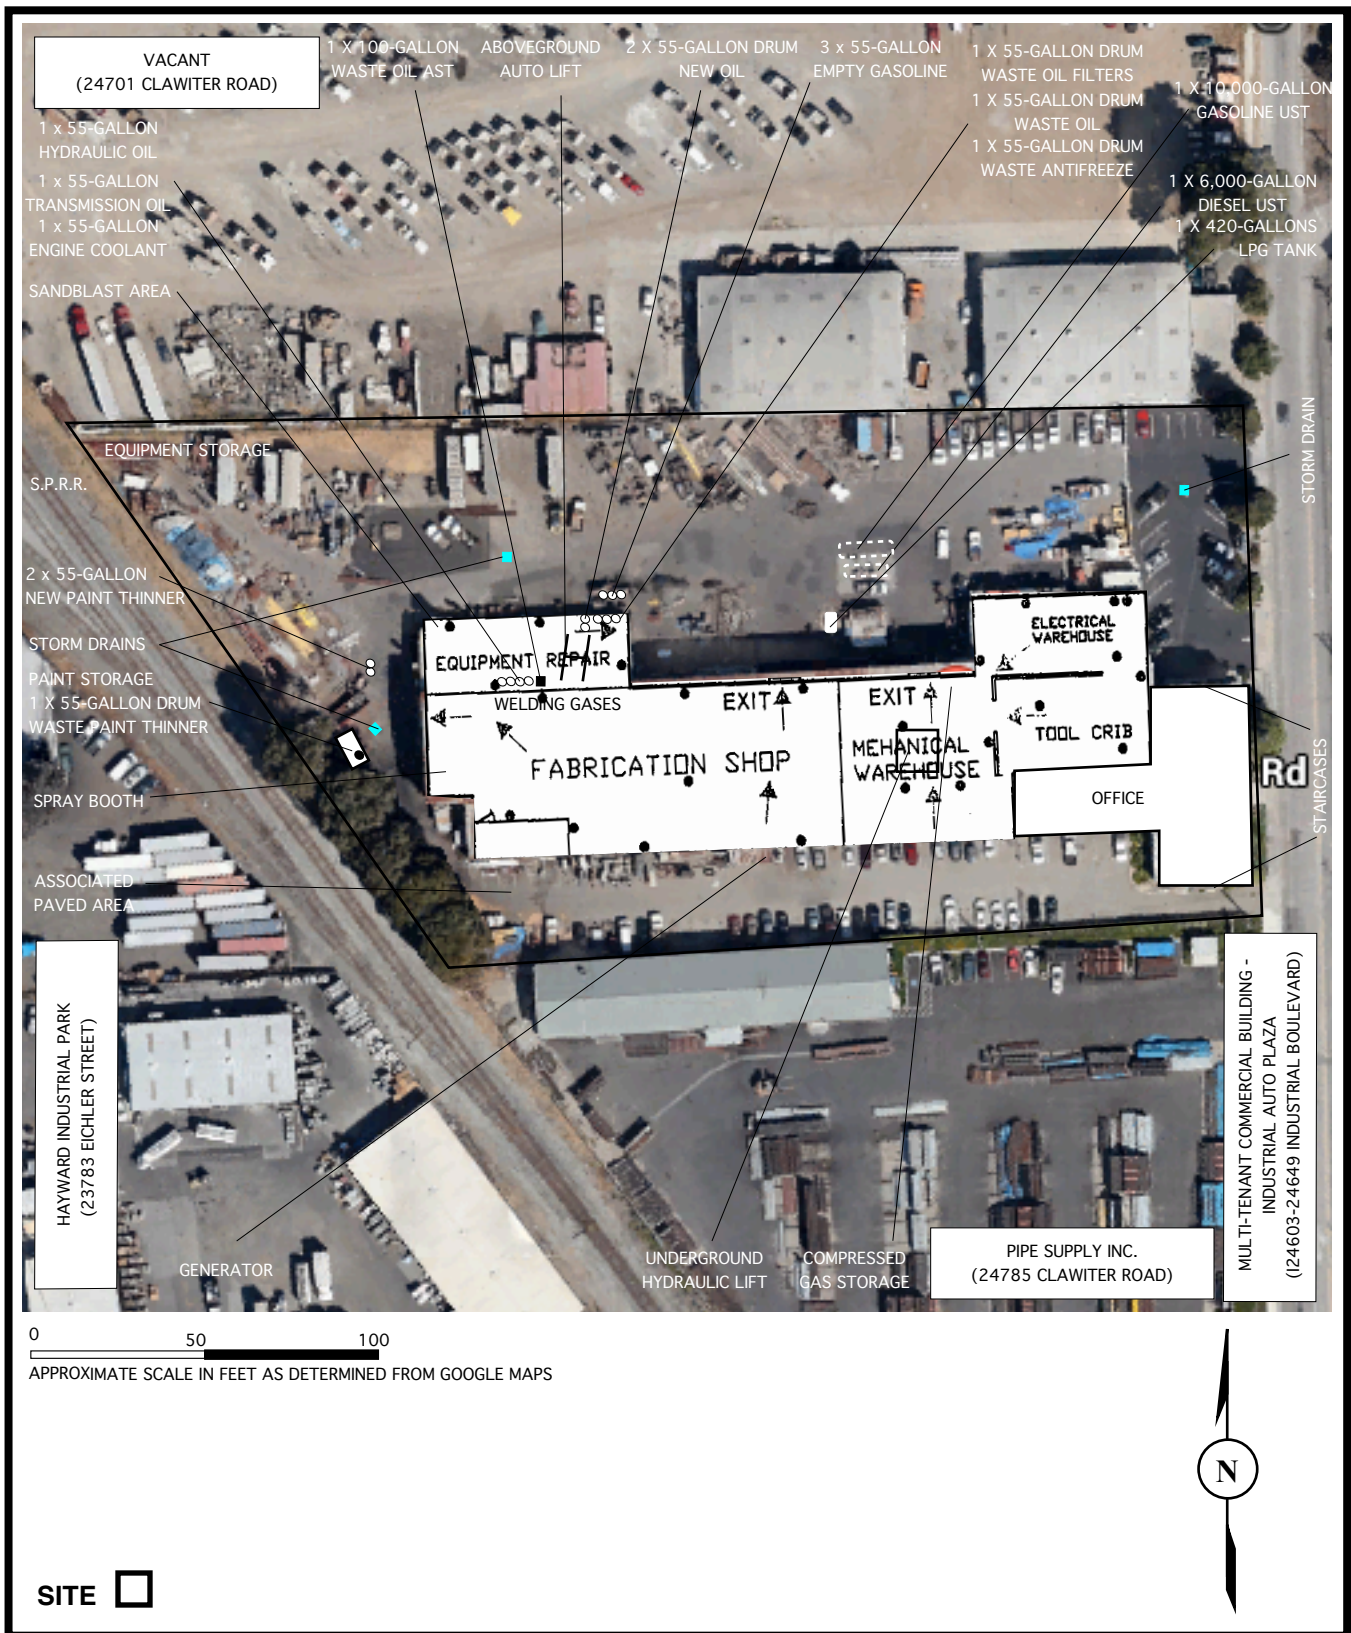 VACANT
(24701 CLAWITER ROAD)
1 X 100-GALLON
WASTE OIL AST
ABOVEGROUND
AUTO LIFT
2 X 55-GALLON DRUM
NEW OIL
3 x 55-GALLON
EMPTY GASOLINE
1 X 55-GALLON DRUM
WASTE OIL FILTERS
1 X 55-GALLON DRUM
WASTE OIL
1 X 55-GALLON DRUM
WASTE ANTIFREEZE
1 X 10,000-GALLON
GASOLINE UST
1 X 6,000-GALLON
DIESEL UST
1 X 420-GALLONS
LPG TANK
1 x 55-GALLON
HYDRAULIC OIL
1 x 55-GALLON
TRANSMISSION OIL
1 x 55-GALLON
ENGINE COOLANT
SANDBLAST AREA
EQUIPMENT STORAGE
S.P.R.R.
STORM DRAIN
2 x 55-GALLON
NEW PAINT THINNER
STORM DRAINS
PAINT STORAGE
1 X 55-GALLON DRUM
WASTE PAINT THINNER
SPRAY BOOTH
ASSOCIATED
PAVED AREA
EQUIPMENT REPAIR
WELDING GASES
FABRICATION SHOP
EXIT
EXIT
MEHANICAL
WAREHOUSE
ELECTRICAL
WAREHOUSE
TOOL CRIB
OFFICE
Rd
STAIRCASES
HAYWARD INDUSTRIAL PARK
(23783 EICHLER STREET)
GENERATOR
UNDERGROUND
HYDRAULIC LIFT
COMPRESSED
GAS STORAGE
PIPE SUPPLY INC.
(24785 CLAWITER ROAD)
MULTI-TENANT COMMERCIAL BUILDING -
INDUSTRIAL AUTO PLAZA
(I24603-24649 INDUSTRIAL BOULEVARD)
0 50 100
APPROXIMATE SCALE IN FEET AS DETERMINED FROM GOOGLE MAPS
N
SITE